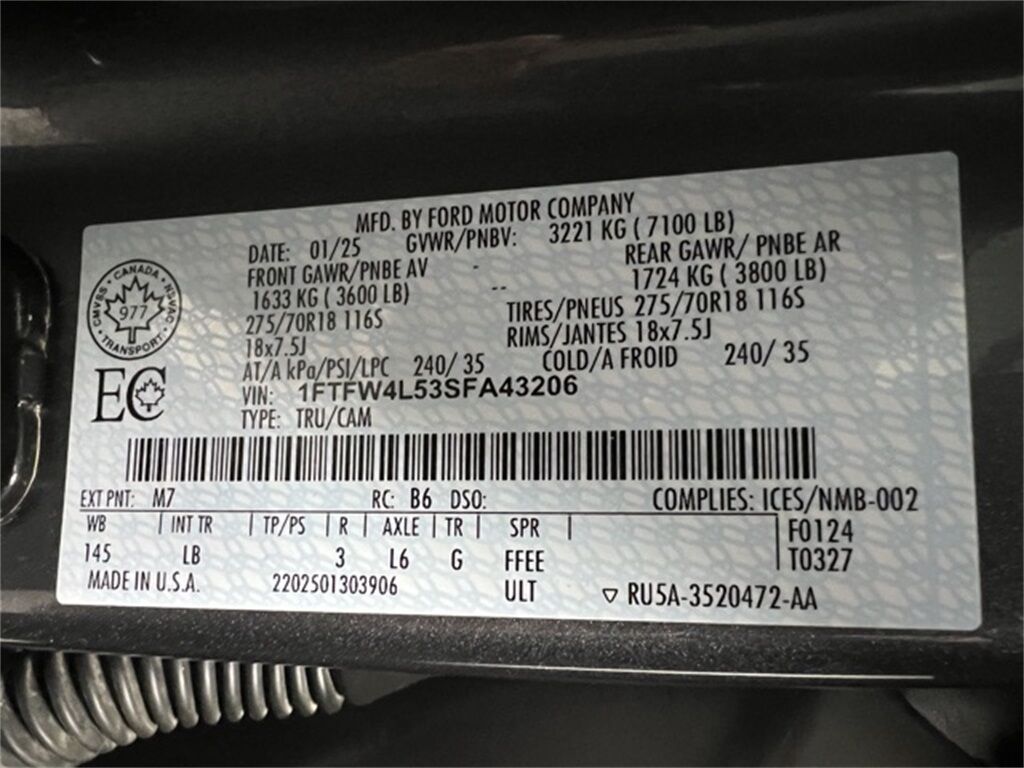 MFD. BY FORD MOTOR COMPANY
DATE: 01/25 GVWR/PNBV: 3221 KG ( 7100 LB)
FRONT GAWR/PNBE AV - REAR GAWR/ PNBE AR
1633 KG ( 3600 LB) -- 1724 KG ( 3800 LB)
275/70R18 116S TIRES/PNEUS 275/70R18 116S
18x7.5J RIMS/JANTES 18x7.5J
AT/A kPa/PSI/LPC 240/ 35 COLD/A FROID 240/ 35
VIN: 1FTFW4L53SFA43206
TYPE: TRU/CAM
CANADA
CMVSS NSVAC
977
TRANSPORT
EC
EXT PNT: M7 RC: B6 DSO: COMPLIES: ICES/NMB-002
WB | INT TR | TP/PS | R | AXLE | TR | SPR | F0124
145 LB 3 L6 G FFEE T0327
MADE IN U.S.A. 2202501303906 ULT ▽ RU5A-3520472-AA